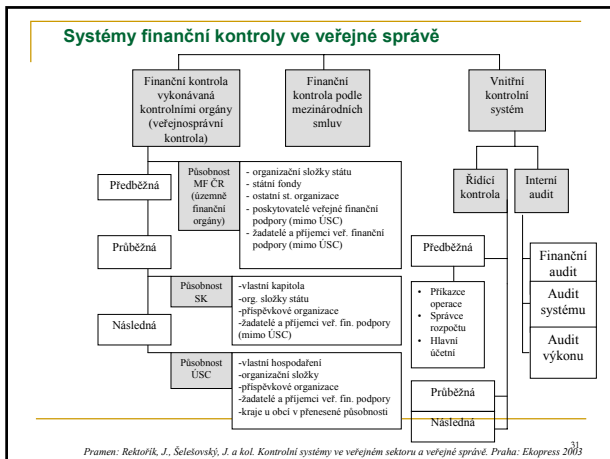 Systémy finanční kontroly ve veřejné správě
Finanční kontrola
vykonávaná
kontrolními orgány
(veřejnosprávní
kontrola)
Finanční
kontrola podle
mezinárodních
smluv
Vnitřní
kontrolní
systém
Předběžná
Průběžná
Následná
Působnost
MF ČR
(územně
finanční
orgány)
- organizační složky státu
- státní fondy
- ostatní st. organizace
- poskytovatelé veřejné finanční
podpory (mimo ÚSC)
- žadatelé a příjemci veř. finanční
podpory (mimo ÚSC)
Působnost
SK
-vlastní kapitola
-org. složky státu
-příspěvkové organizace
-žadatelé a příjemci veř. fin. podpory
(mimo ÚSC)
Působnost
ÚSC
-vlastní hospodaření
-organizační složky
-příspěvkové organizace
-žadatelé a příjemci veř. fin. podpory
-kraje u obcí v přenesené působnosti
Řídící
kontrola
Interní
audit
Předběžná
• Příkazce
operace
• Správce
rozpočtu
• Hlavní
účetní
Průběžná
Následná
Finanční
audit
Audit
systému
Audit
výkonu
31
Pramen: Rektořík, J., Šelešovský, J. a kol. Kontrolní systémy ve veřejném sektoru a veřejné správě. Praha: Ekopress 2003